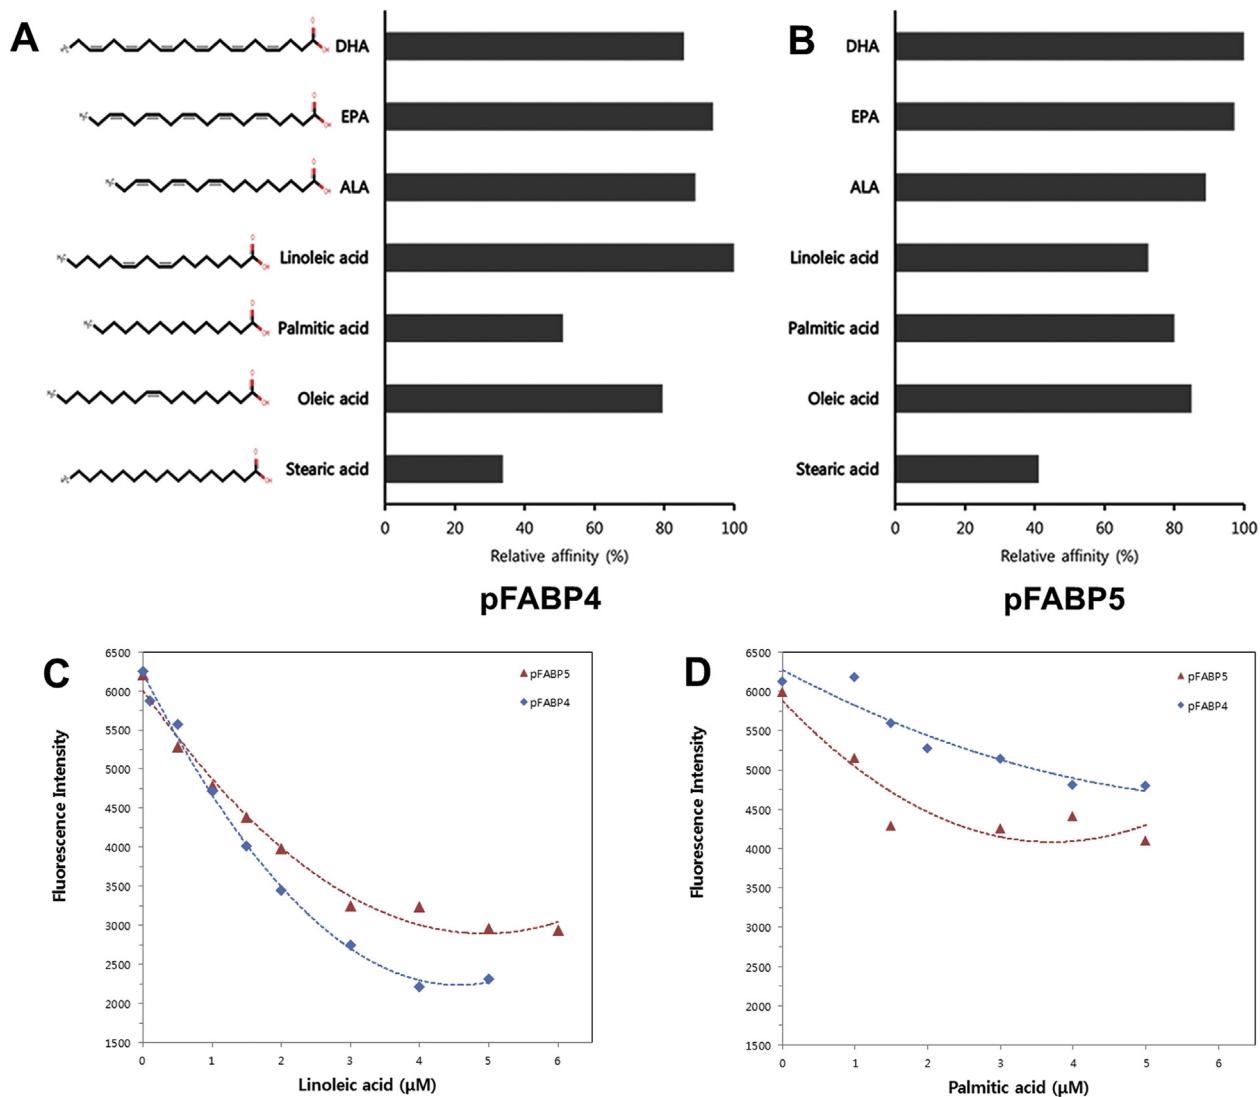 A
B
DHA
EPA
ALA
Linoleic acid
Palmitic acid
Oleic acid
Stearic acid
0 20 40 60 80 100
Relative affinity (%)
pFABP4
DHA
EPA
ALA
Linoleic acid
Palmitic acid
Oleic acid
Stearic acid
0 20 40 60 80 100
Relative affinity (%)
pFABP5
C
Fluorescence Intensity
6500
6000
5500
5000
4500
4000
3500
3000
2500
2000
1500
pFABP5
pFABP4
0 1 2 3 4 5 6
Linoleic acid (μM)
D
Fluorescence Intensity
6500
6000
5500
5000
4500
4000
3500
3000
2500
2000
1500
pFABP5
pFABP4
0 1 2 3 4 5 6
Palmitic acid (μM)